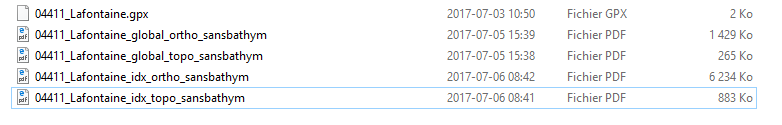 04411_Lafontaine.gpx 2017-07-03 10:50 Fichier GPX 2 Ko
04411_Lafontaine_global_ortho_sansbathym 2017-07-05 15:39 Fichier PDF 1 429 Ko
04411_Lafontaine_global_topo_sansbathym 2017-07-05 15:38 Fichier PDF 265 Ko
04411_Lafontaine_idx_ortho_sansbathym 2017-07-06 08:42 Fichier PDF 6 234 Ko
04411_Lafontaine_idx_topo_sansbathym 2017-07-06 08:41 Fichier PDF 883 Ko